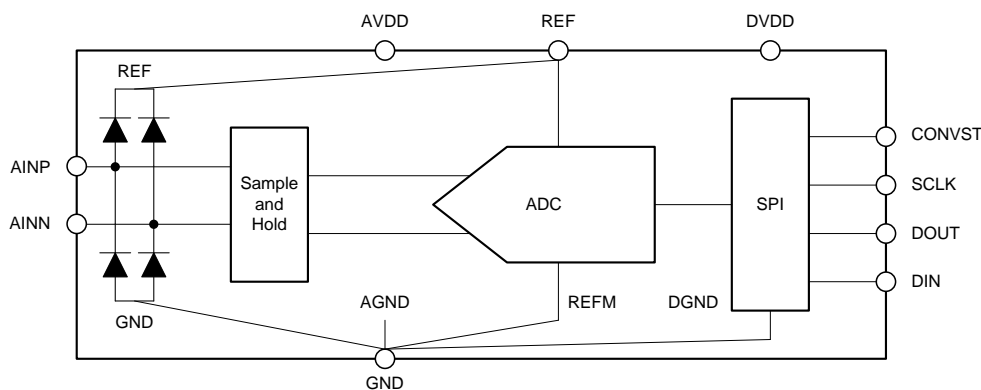 AVDD
REF
DVDD
REF
AINP
AINN
Sample
and
Hold
ADC
SPI
CONVST
SCLK
DOUT
DIN
GND
AGND
REFM
DGND
GND